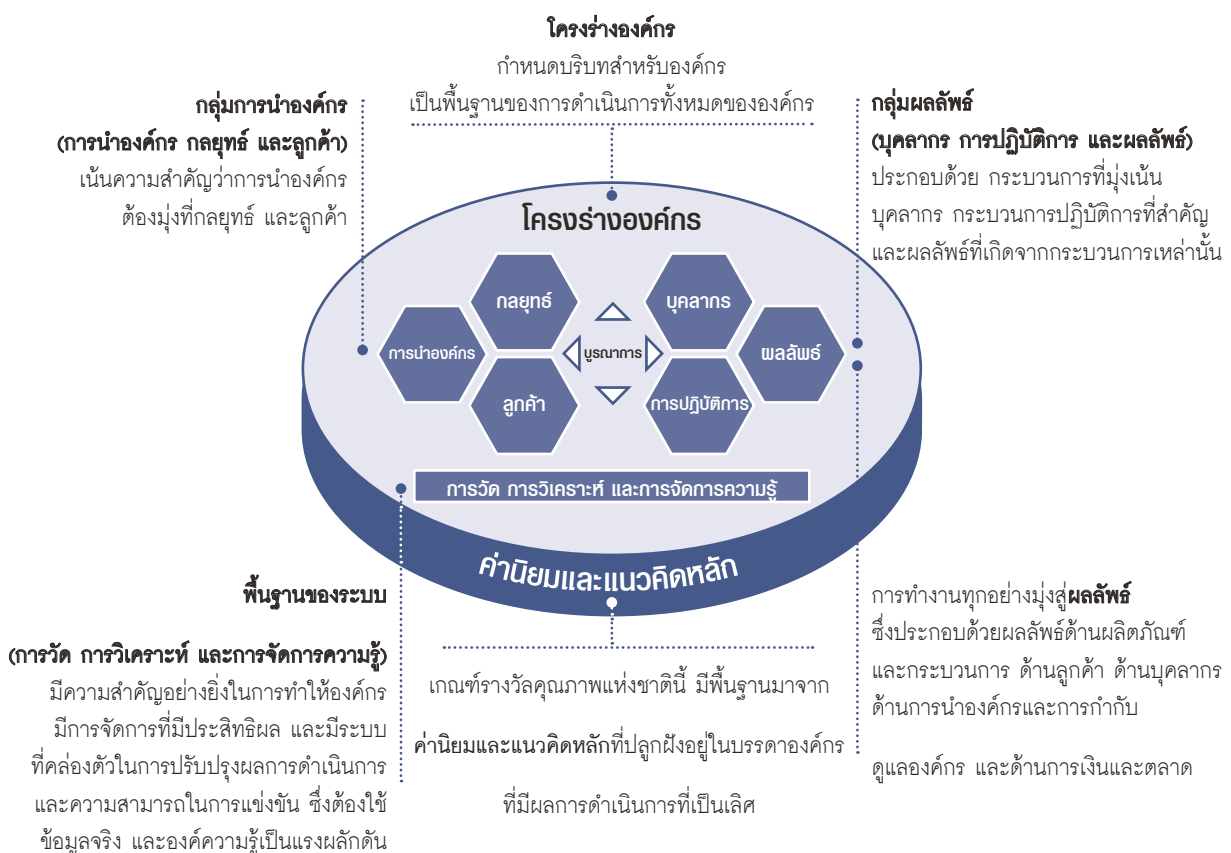 โครงร่างองค์กร
กำหนดบริบทสำหรับองค์กร
เป็นพื้นฐานของการดำเนินการทั้งหมดขององค์กร
กลุ่มการนำองค์กร
(การนำองค์กร กลยุทธ์ และลูกค้า)
เน้นความสำคัญว่าการนำองค์กร
ต้องมุ่งที่กลยุทธ์ และลูกค้า
กลุ่มผลลัพธ์
(บุคลากร การปฏิบัติการ และผลลัพธ์)
ประกอบด้วย กระบวนการที่มุ่งเน้น
บุคลากร กระบวนการปฏิบัติการที่สำคัญ
และผลลัพธ์ที่เกิดจากกระบวนการเหล่านั้น
โครงร่างองค์กร
กลยุทธ์
บุคลากร
การนำองค์กร
บูรณาการ
ผลลัพธ์
ลูกค้า
การปฏิบัติการ
การวัด การวิเคราะห์ และการจัดการความรู้
ค่านิยมและแนวคิดหลัก
พื้นฐานของระบบ
(การวัด การวิเคราะห์ และการจัดการความรู้)
มีความสำคัญอย่างยิ่งในการทำให้องค์กร
มีการจัดการที่มีประสิทธิผล และมีระบบ
ที่คล่องตัวในการปรับปรุงผลการดำเนินการ
และความสามารถในการแข่งขัน ซึ่งต้องใช้
ข้อมูลจริง และองค์ความรู้เป็นแรงผลักดัน
เกณฑ์รางวัลคุณภาพแห่งชาตินี้ มีพื้นฐานมาจาก
ค่านิยมและแนวคิดหลักที่ปลูกฝังอยู่ในบรรดาองค์กร
ที่มีผลการดำเนินการที่เป็นเลิศ
การทำงานทุกอย่างมุ่งสู่ผลลัพธ์
ซึ่งประกอบด้วยผลลัพธ์ด้านผลิตภัณฑ์
และกระบวนการ ด้านลูกค้า ด้านบุคลากร
ด้านการนำองค์กรและการกำกับ
ดูแลองค์กร และด้านการเงินและตลาด